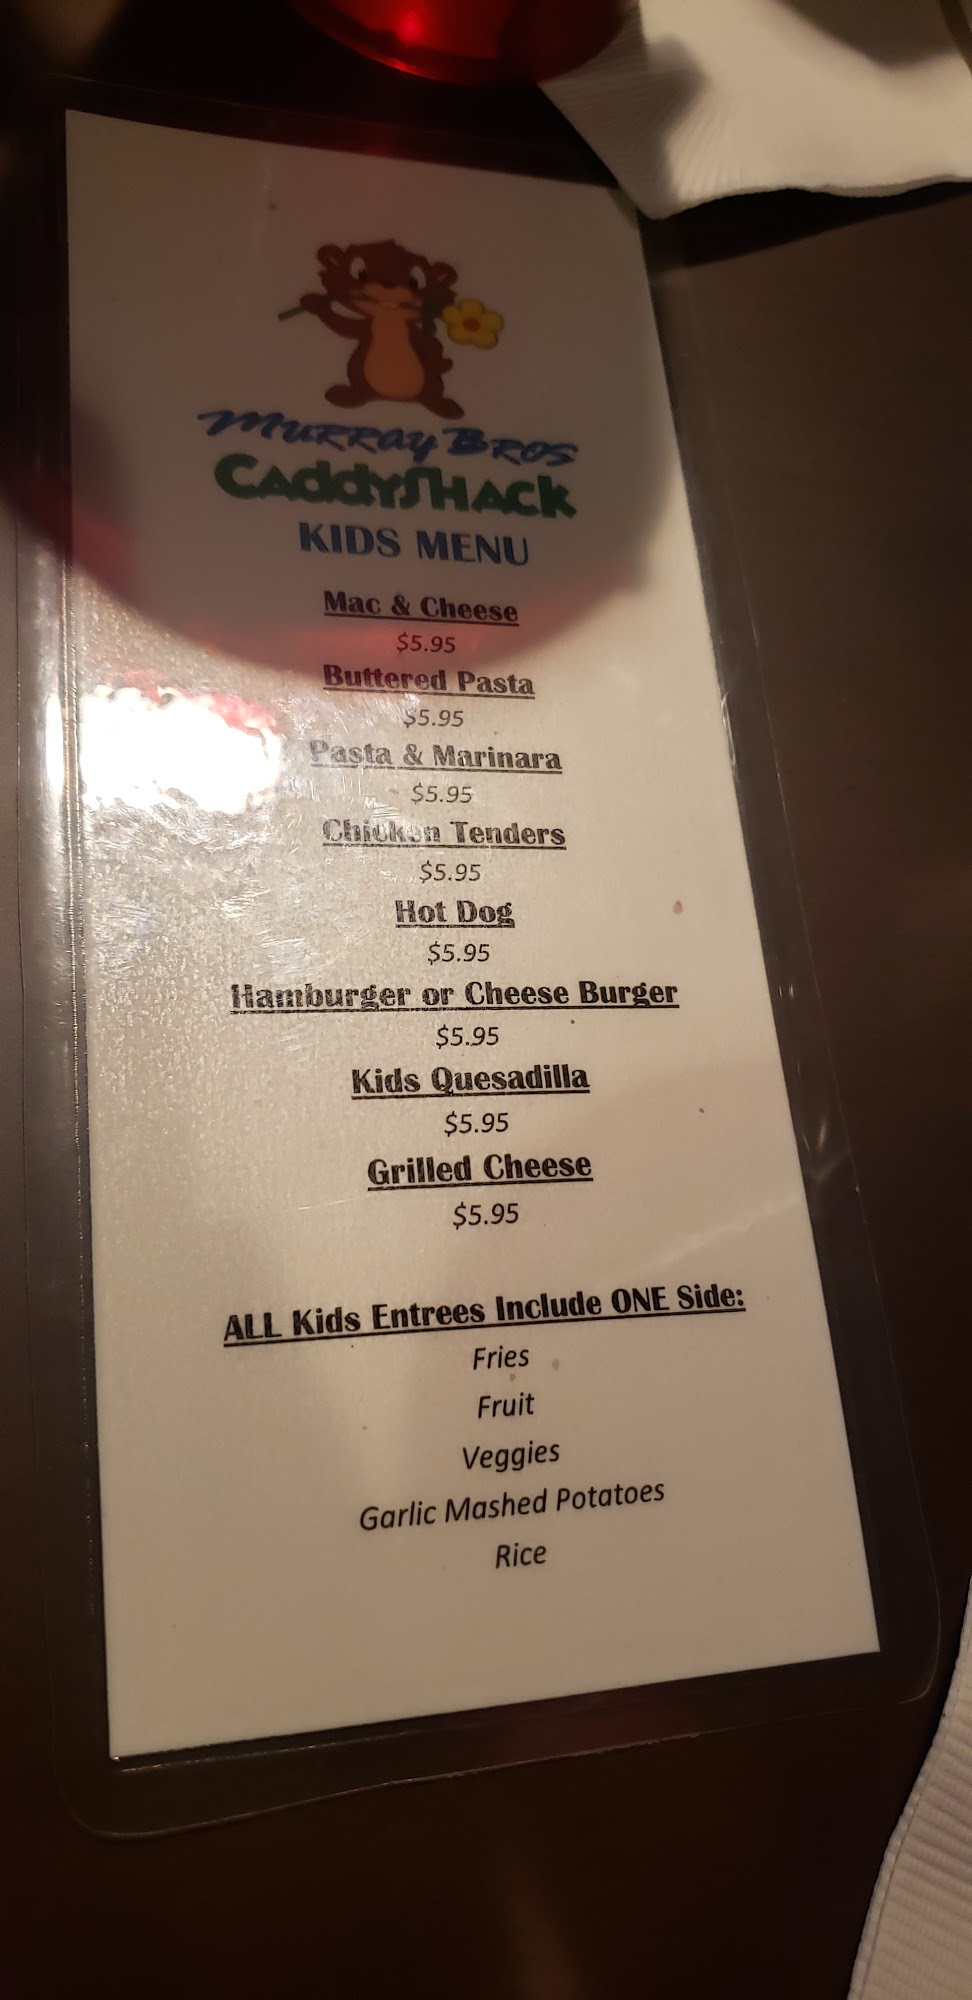 Murray Bros
Caddyshack
KIDS MENU
Mac & Cheese
$5.95
Buttered Pasta
$5.95
Pasta & Marinara
$5.95
Chicken Tenders
$5.95
Hot Dog
$5.95
Hamburger or Cheese Burger
$5.95
Kids Quesadilla
$5.95
Grilled Cheese
$5.95
ALL Kids Entrees Include ONE Side:
Fries
Fruit
Veggies
Garlic Mashed Potatoes
Rice